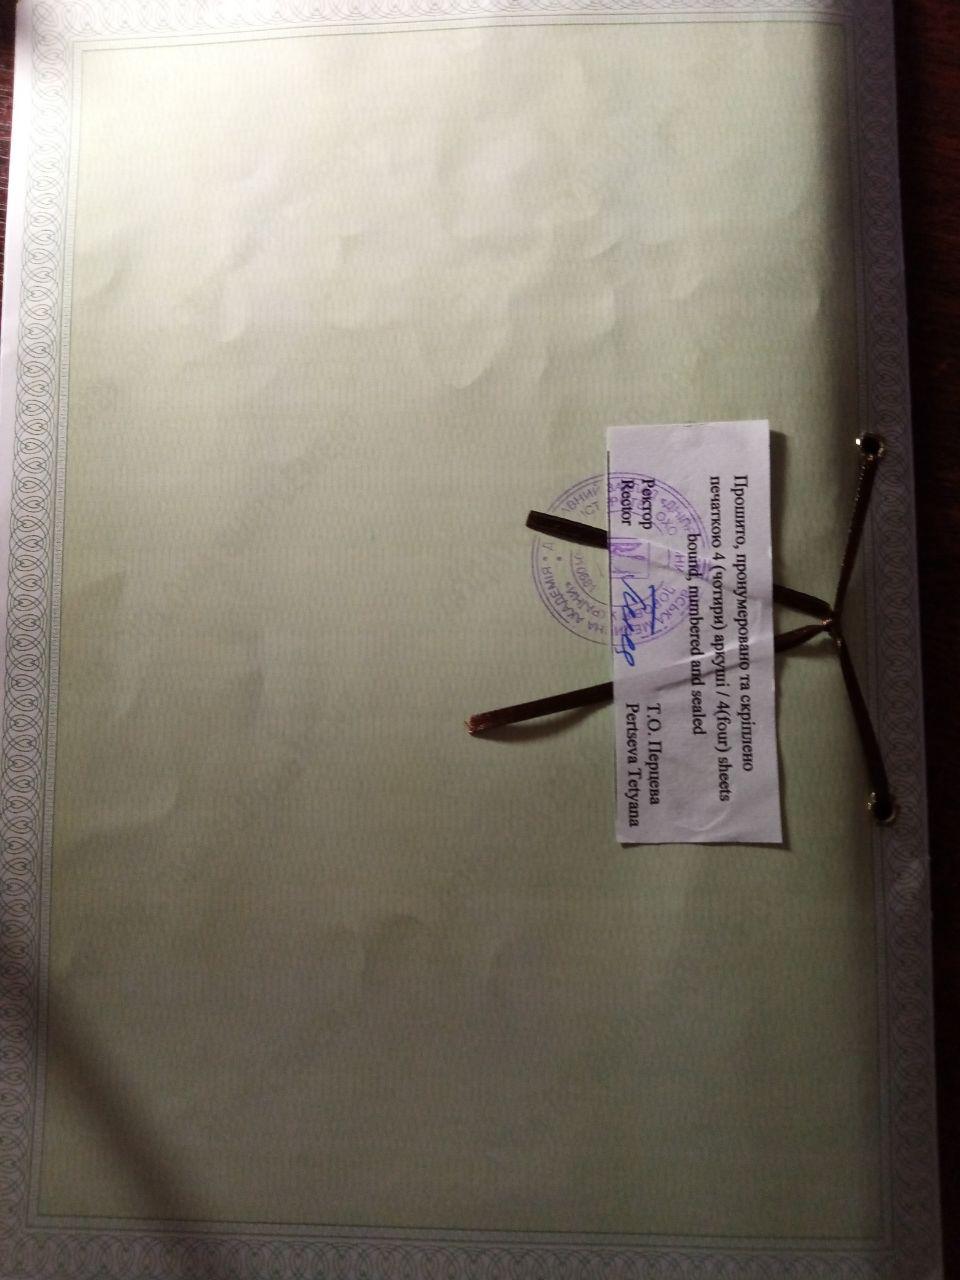 Прошито, пронумеровано та скріплено
печаткою 4 (чотири) аркуші / 4(four) sheets
bound, numbered and sealed
Ректор Т.О. Перцева
Rector Pertseva Tetyana